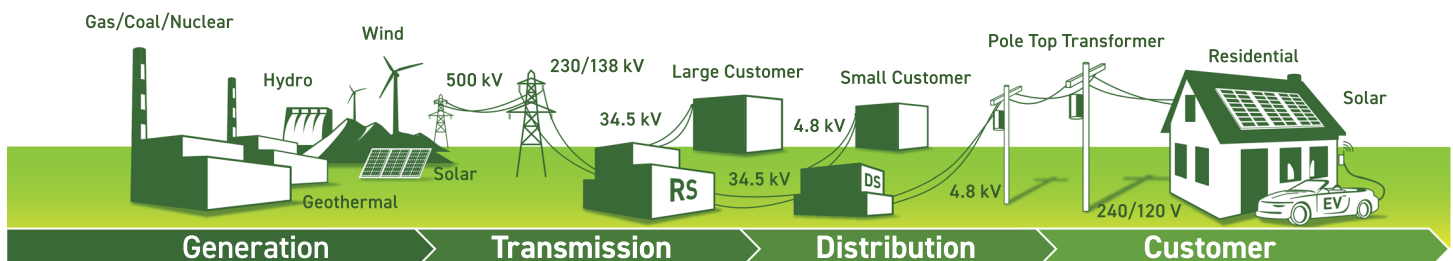 Gas/Coal/Nuclear
Wind
Hydro
Solar
Geothermal
500 kV
230/138 kV
34.5 kV
Large Customer
RS
34.5 kV
4.8 kV
Small Customer
DS
4.8 kV
Pole Top Transformer
240/120 V
Residential
Solar
EV
Generation
Transmission
Distribution
Customer